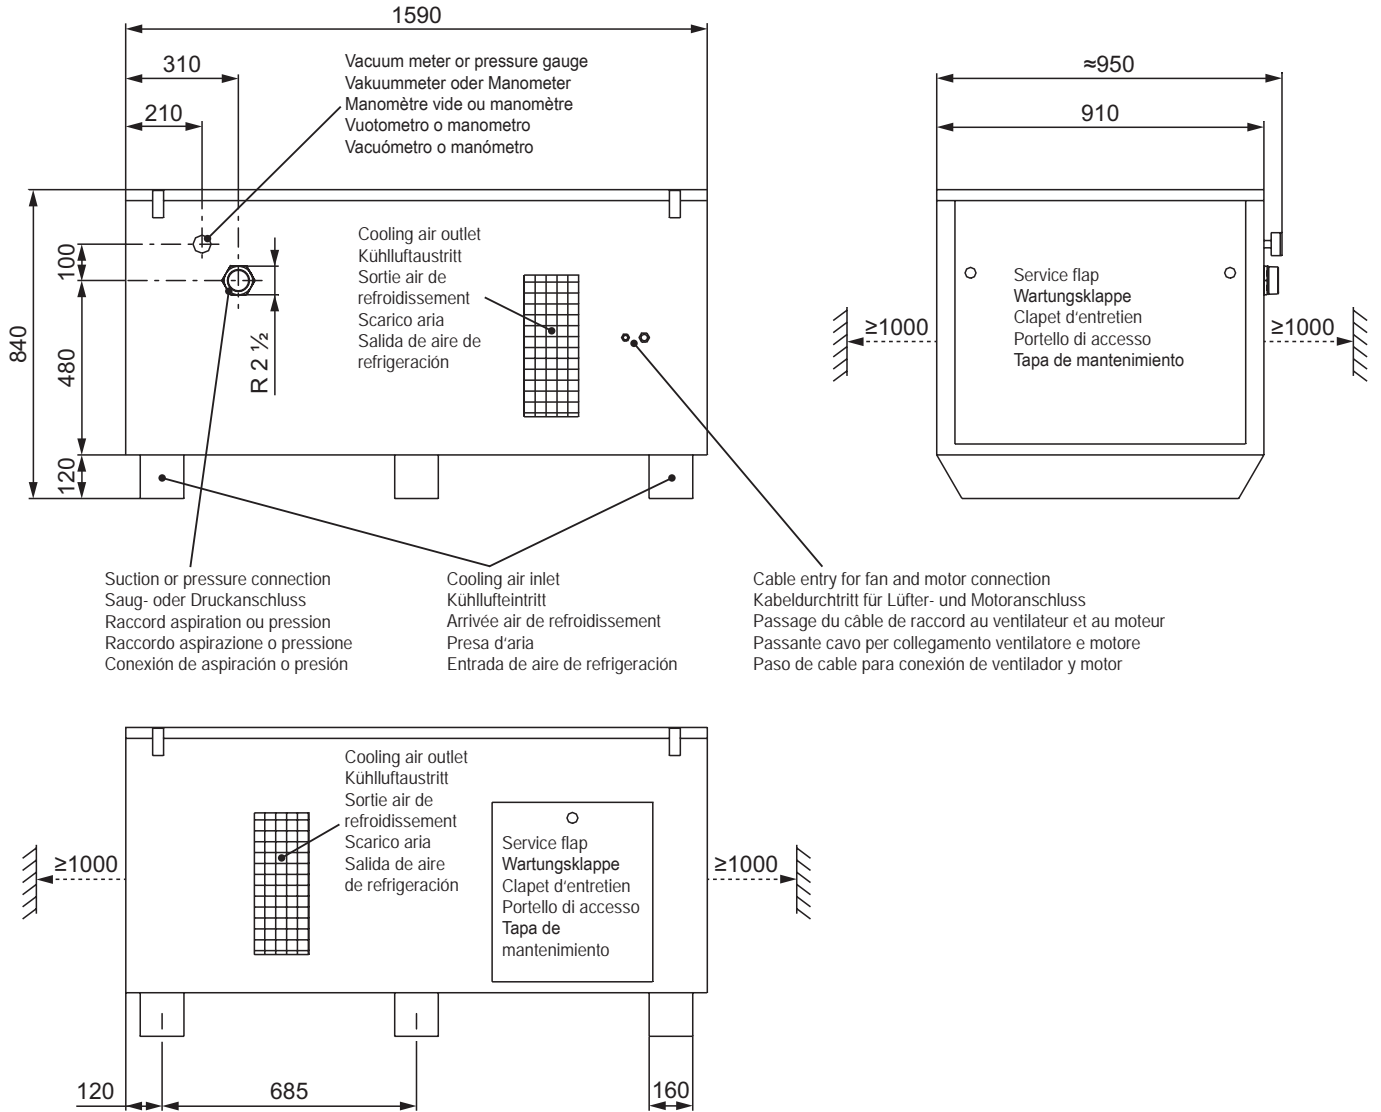 1590
310
210
Vacuum meter or pressure gauge
Vakuummeter oder Manometer
Manomètre vide ou manomètre
Vuotometro o manometro
Vacuómetro o manómetro
≈950
910
840
100
480
120
R 2 ½
Cooling air outlet
Kühlluftaustritt
Sortie air de
refroidissement
Scarico aria
Salida de aire de
refrigeración
Service flap
Wartungsklappe
Clapet d'entretien
Portello di accesso
Tapa de mantenimiento
≥1000
≥1000
Suction or pressure connection
Saug- oder Druckanschluss
Raccord aspiration ou pression
Raccordo aspirazione o pressione
Conexión de aspiración o presión
Cooling air inlet
Kühllufteintritt
Arrivée air de refroidissement
Presa d'aria
Entrada de aire de refrigeración
Cable entry for fan and motor connection
Kabeldurchtritt für Lüfter- und Motoranschluss
Passage du câble de raccord au ventilateur et au moteur
Passante cavo per collegamento ventilatore e motore
Paso de cable para conexión de ventilador y motor
Cooling air outlet
Kühlluftaustritt
Sortie air de
refroidissement
Scarico aria
Salida de aire
de refrigeración
Service flap
Wartungsklappe
Clapet d'entretien
Portello di accesso
Tapa de
mantenimiento
≥1000
≥1000
120
685
160